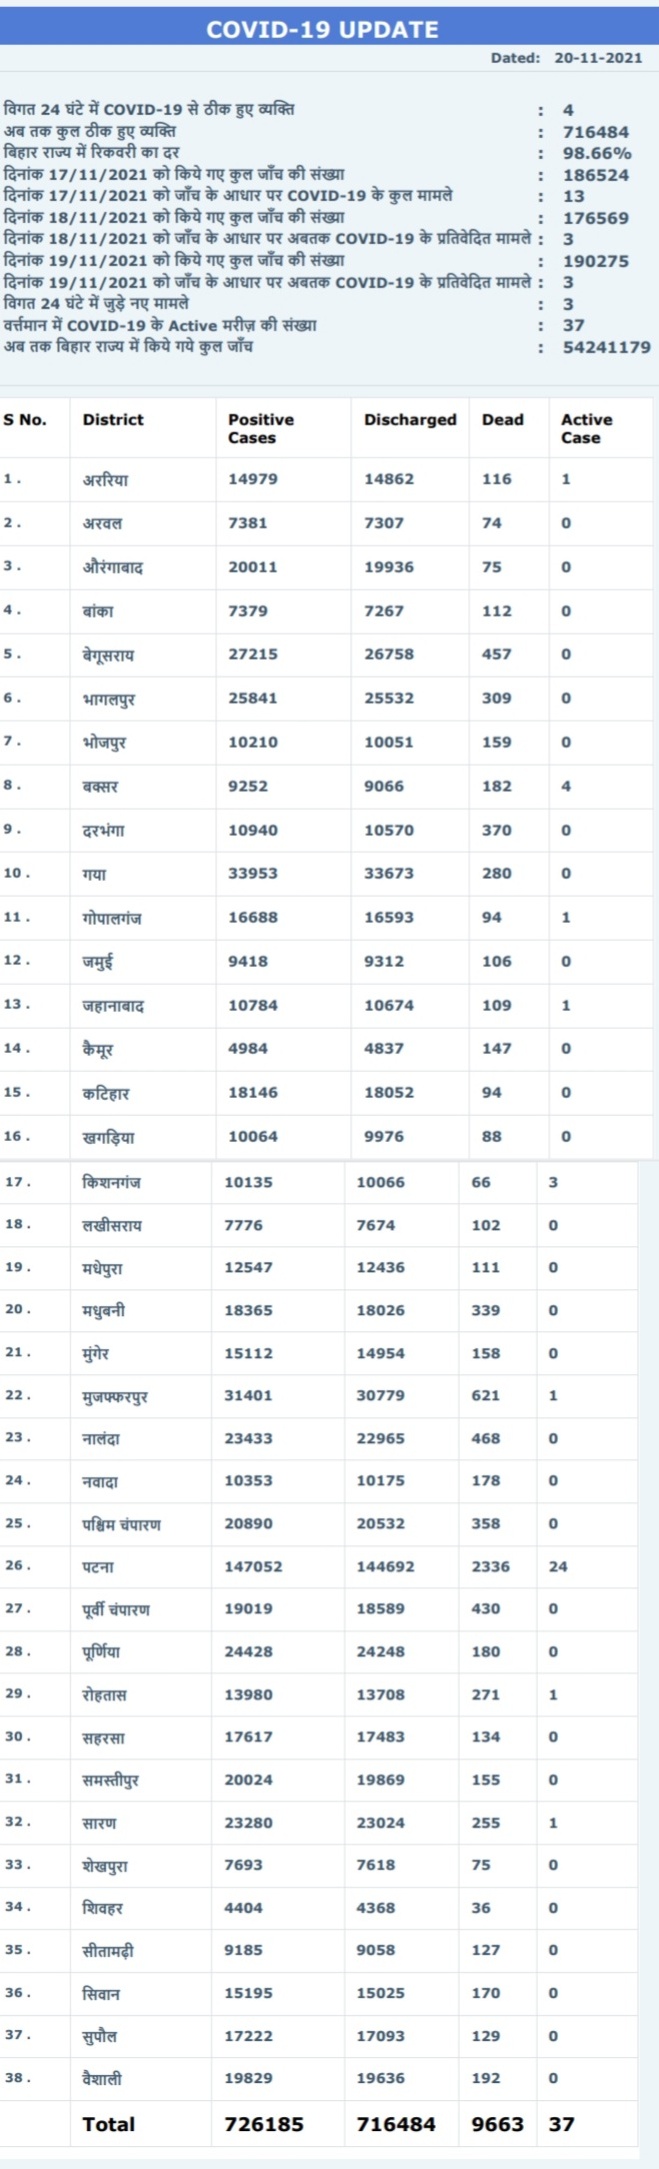 COVID-19 UPDATE
Dated: 20-11-2021
विगत 24 घंटे में COVID-19 से ठीक हुए व्यक्ति : 4
अब तक कुल ठीक हुए व्यक्ति : 716484
बिहार राज्य में रिकवरी का दर : 98.66%
दिनांक 17/11/2021 को किये गए कुल जाँच की संख्या : 186524
दिनांक 17/11/2021 को जाँच के आधार पर COVID-19 के कुल मामले : 13
दिनांक 18/11/2021 को किये गए कुल जाँच की संख्या : 176569
दिनांक 18/11/2021 को जाँच के आधार पर अबतक COVID-19 के प्रतिवेदित मामले : 3
दिनांक 19/11/2021 को किये गए कुल जाँच की संख्या : 190275
दिनांक 19/11/2021 को जाँच के आधार पर अबतक COVID-19 के प्रतिवेदित मामले : 3
विगत 24 घंटे में जुड़े नए मामले : 3
वर्त्तमान में COVID-19 के Active मरीज़ की संख्या : 37
अब तक बिहार राज्य में किये गये कुल जाँच : 54241179
S No. District Positive Cases Discharged Dead Active Case
1. अररिया 14979 14862 116 1
2. अरवल 7381 7307 74 0
3. औरंगाबाद 20011 19936 75 0
4. बांका 7379 7267 112 0
5. बेगूसराय 27215 26758 457 0
6. भागलपुर 25841 25532 309 0
7. भोजपुर 10210 10051 159 0
8. बक्सर 9252 9066 182 4
9. दरभंगा 10940 10570 370 0
10. गया 33953 33673 280 0
11. गोपालगंज 16688 16593 94 1
12. जमुई 9418 9312 106 0
13. जहानाबाद 10784 10674 109 1
14. कैमूर 4984 4837 147 0
15. कटिहार 18146 18052 94 0
16. खगड़िया 10064 9976 88 0
17. किशनगंज 10135 10066 66 3
18. लखीसराय 7776 7674 102 0
19. मधेपुरा 12547 12436 111 0
20. मधुबनी 18365 18026 339 0
21. मुंगेर 15112 14954 158 0
22. मुजफ्फरपुर 31401 30779 621 1
23. नालंदा 23433 22965 468 0
24. नवादा 10353 10175 178 0
25. पश्चिम चंपारण 20890 20532 358 0
26. पटना 147052 144692 2336 24
27. पूर्वी चंपारण 19019 18589 430 0
28. पूर्णिया 24428 24248 180 0
29. रोहतास 13980 13708 271 1
30. सहरसा 17617 17483 134 0
31. समस्तीपुर 20024 19869 155 0
32. सारण 23280 23024 255 1
33. शेखपुरा 7693 7618 75 0
34. शिवहर 4404 4368 36 0
35. सीतामढ़ी 9185 9058 127 0
36. सिवान 15195 15025 170 0
37. सुपौल 17222 17093 129 0
38. वैशाली 19829 19636 192 0
Total 726185 716484 9663 37